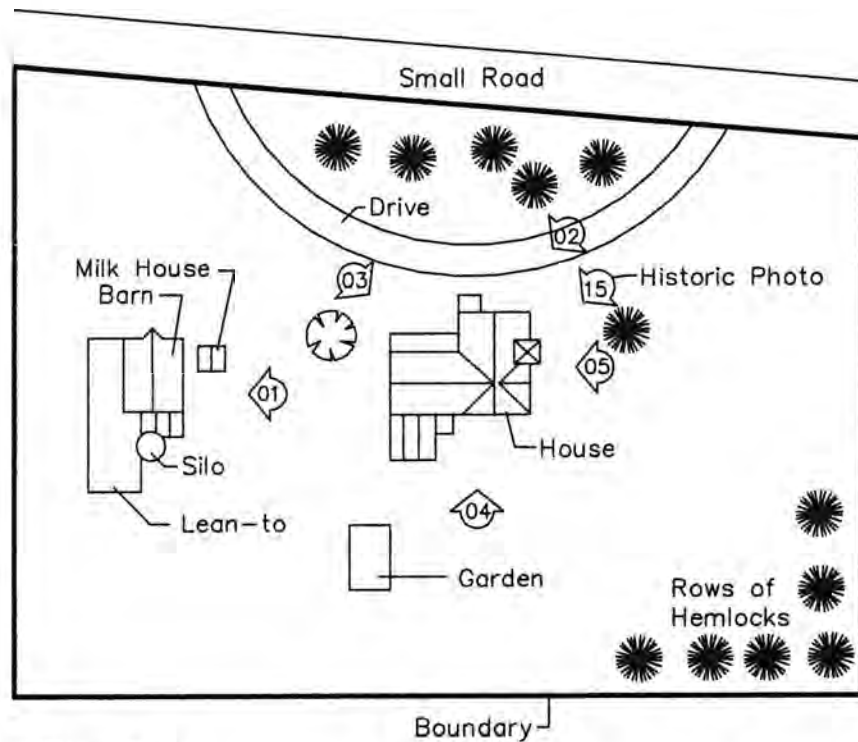 Small Road
Drive
02
Milk House
Barn
03
15
Historic Photo
01
05
House
Silo
Lean-to
04
Garden
Rows of
Hemlocks
Boundary